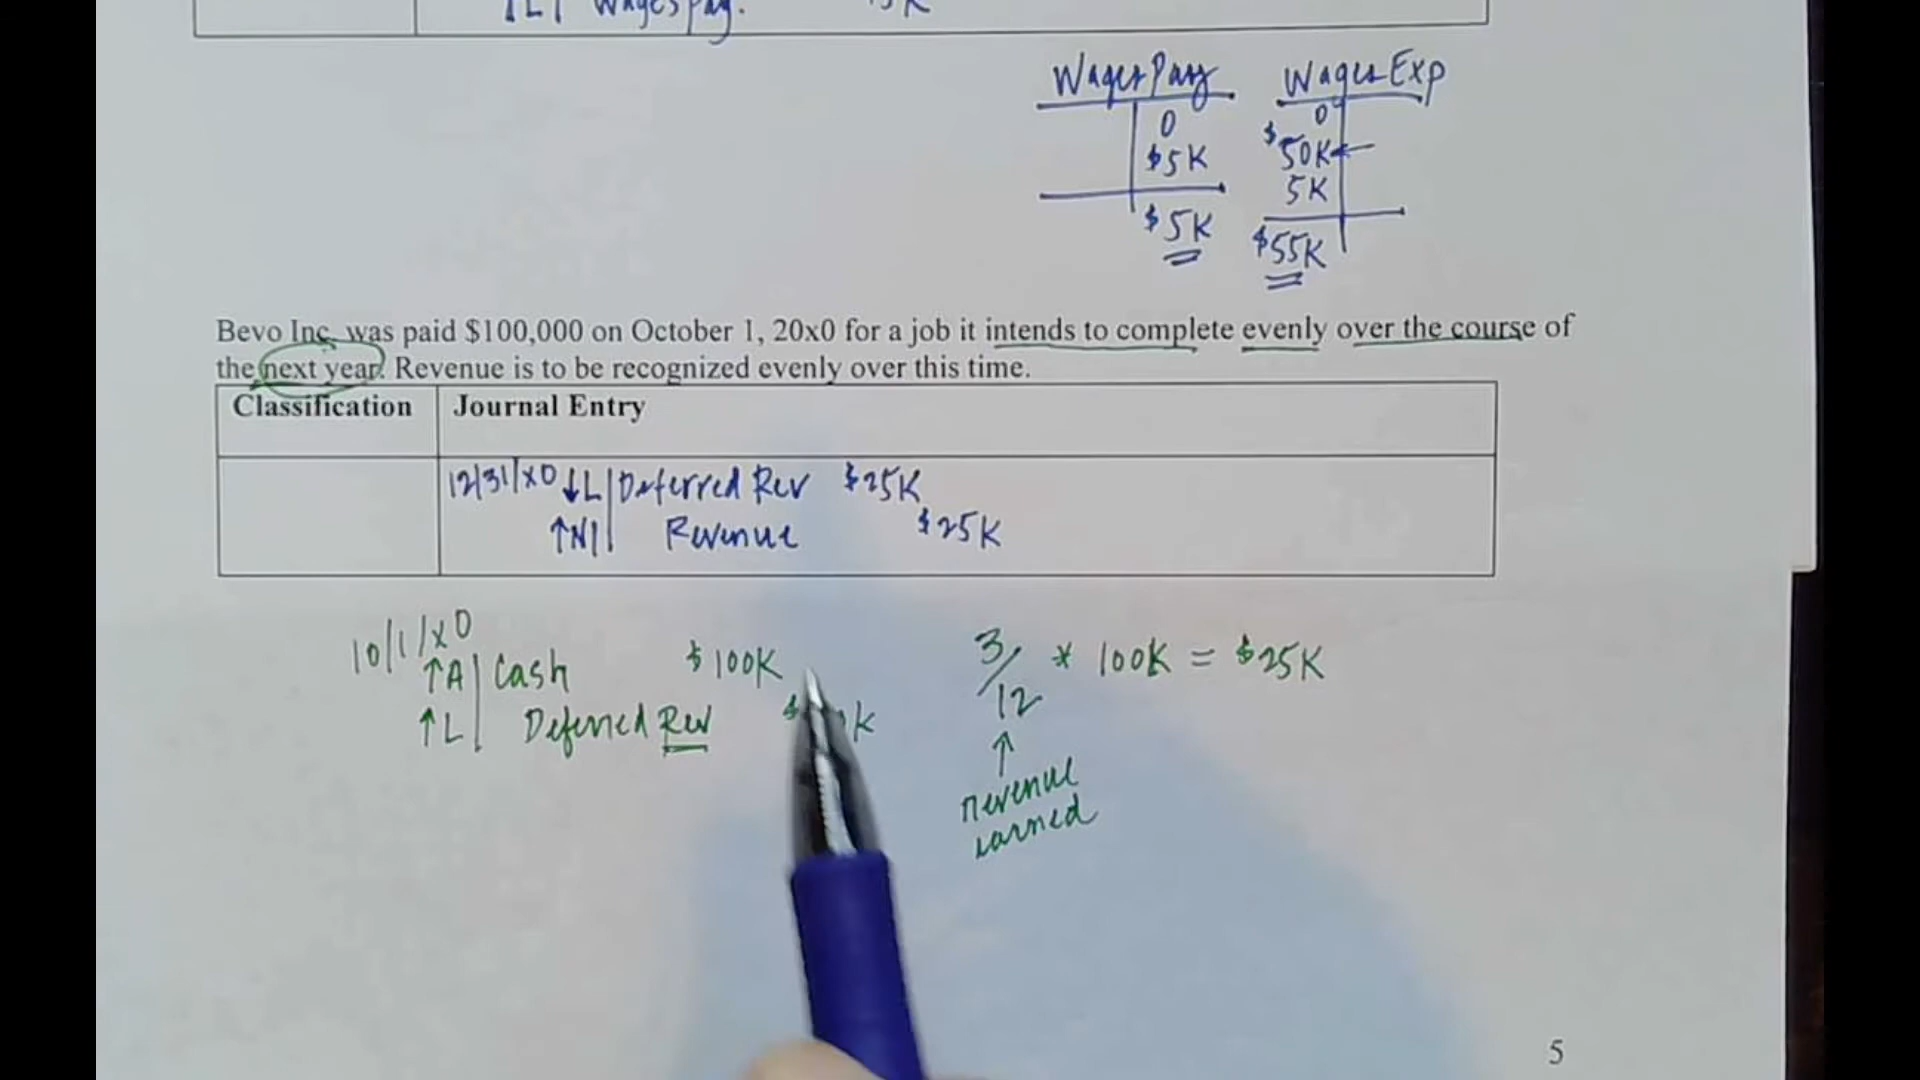 ↑L| Wages Pay. 5K
Wages Pay Wages Exp
0 0
$5K $50K
5K
$5K $55K
Bevo Inc. was paid $100,000 on October 1, 20x0 for a job it intends to complete evenly over the course of
the next year. Revenue is to be recognized evenly over this time.
Classification Journal Entry
12/31/x0 ↓L| Deferred Rev $25K
↑NI| Revenue $25K
10/1/x0
↑A| Cash $100K
↑L| Deferred Rev $ K
3/12 * 100K = $25K
↑
revenue
earned
5